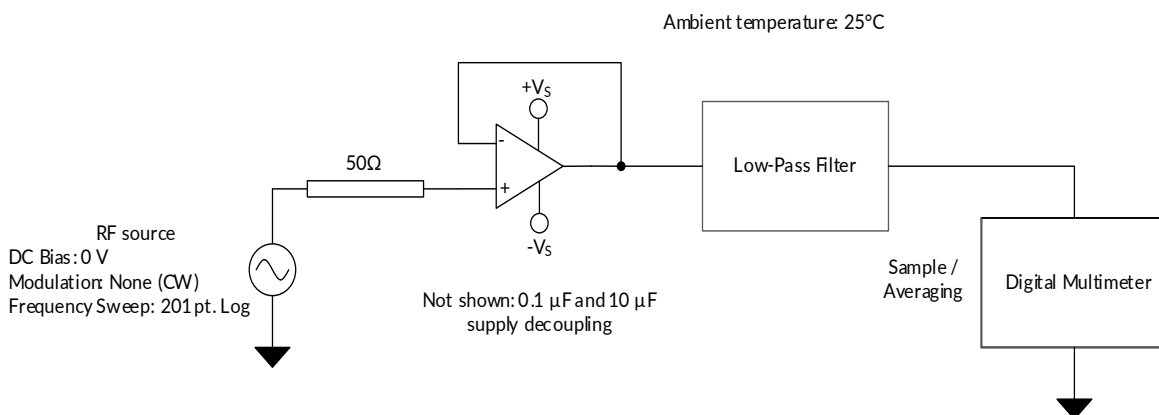 Ambient temperature: 25°C
+VS
-
50Ω
+
Low-Pass Filter
-VS
RF source
DC Bias: 0 V
Modulation: None (CW)
Frequency Sweep: 201 pt. Log
Not shown: 0.1 µF and 10 µF
supply decoupling
Sample /
Averaging
Digital Multimeter